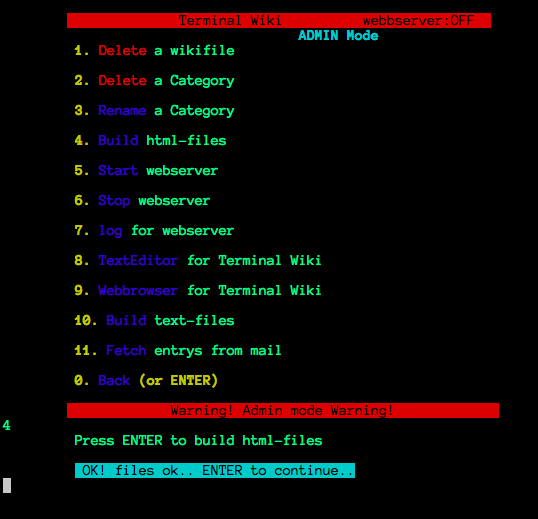 Terminal Wiki webbserver:OFF
ADMIN Mode
1. Delete a wikifile
2. Delete a Category
3. Rename a Category
4. Build html-files
5. Start webserver
6. Stop webserver
7. log for webserver
8. TextEditor for Terminal Wiki
9. Webbrowser for Terminal Wiki
10. Build text-files
11. Fetch entrys from mail
0. Back (or ENTER)
Warning! Admin mode Warning!
4
Press ENTER to build html-files
OK! files ok.. ENTER to continue..